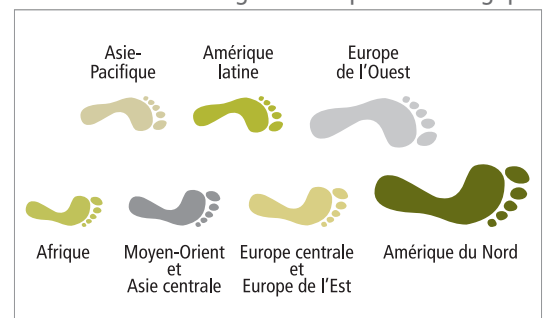 Asie-
Pacifique
Amérique
latine
Europe
de l'Ouest
Afrique
Moyen-Orient
et
Asie centrale
Europe centrale
et
Europe de l'Est
Amérique du Nord